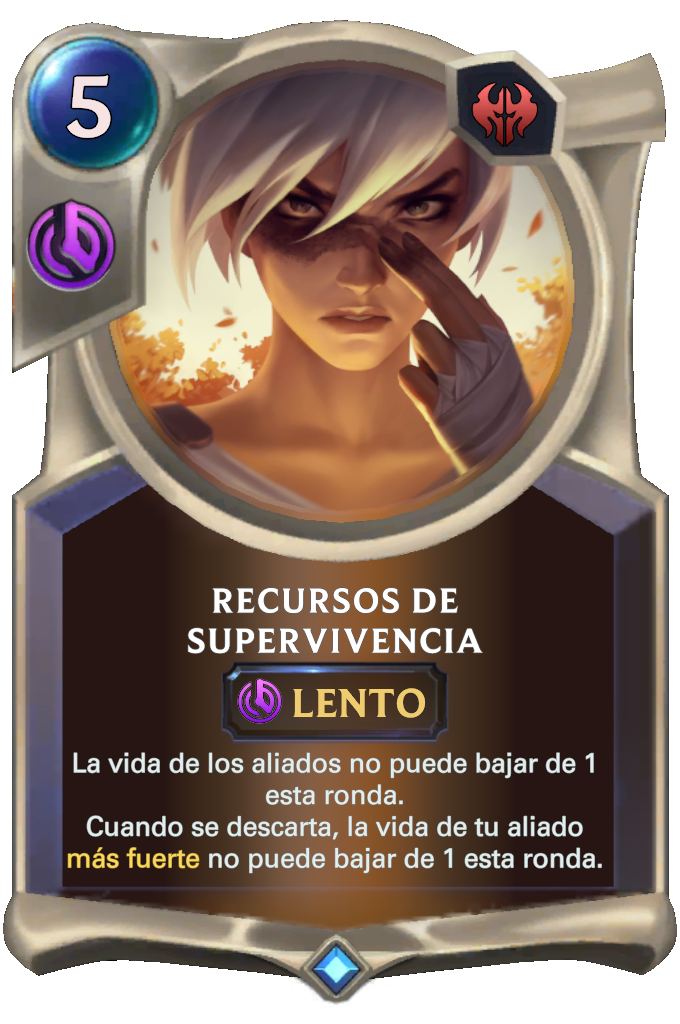 5
RECURSOS DE
SUPERVIVENCIA
LENTO
La vida de los aliados no puede bajar de 1
esta ronda.
Cuando se descarta, la vida de tu aliado
más fuerte no puede bajar de 1 esta ronda.